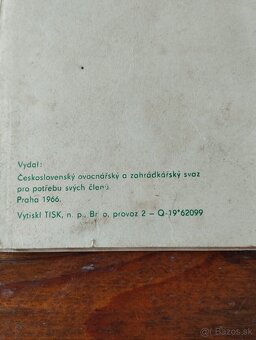 Vydal:
Československý ovocnářský a zahrádkářský svaz
pro potřebu svých členů.
Praha 1966.
Vytiskl TISK, n. p., Brno, provoz 2 – Q-19*62099
Bazos.sk